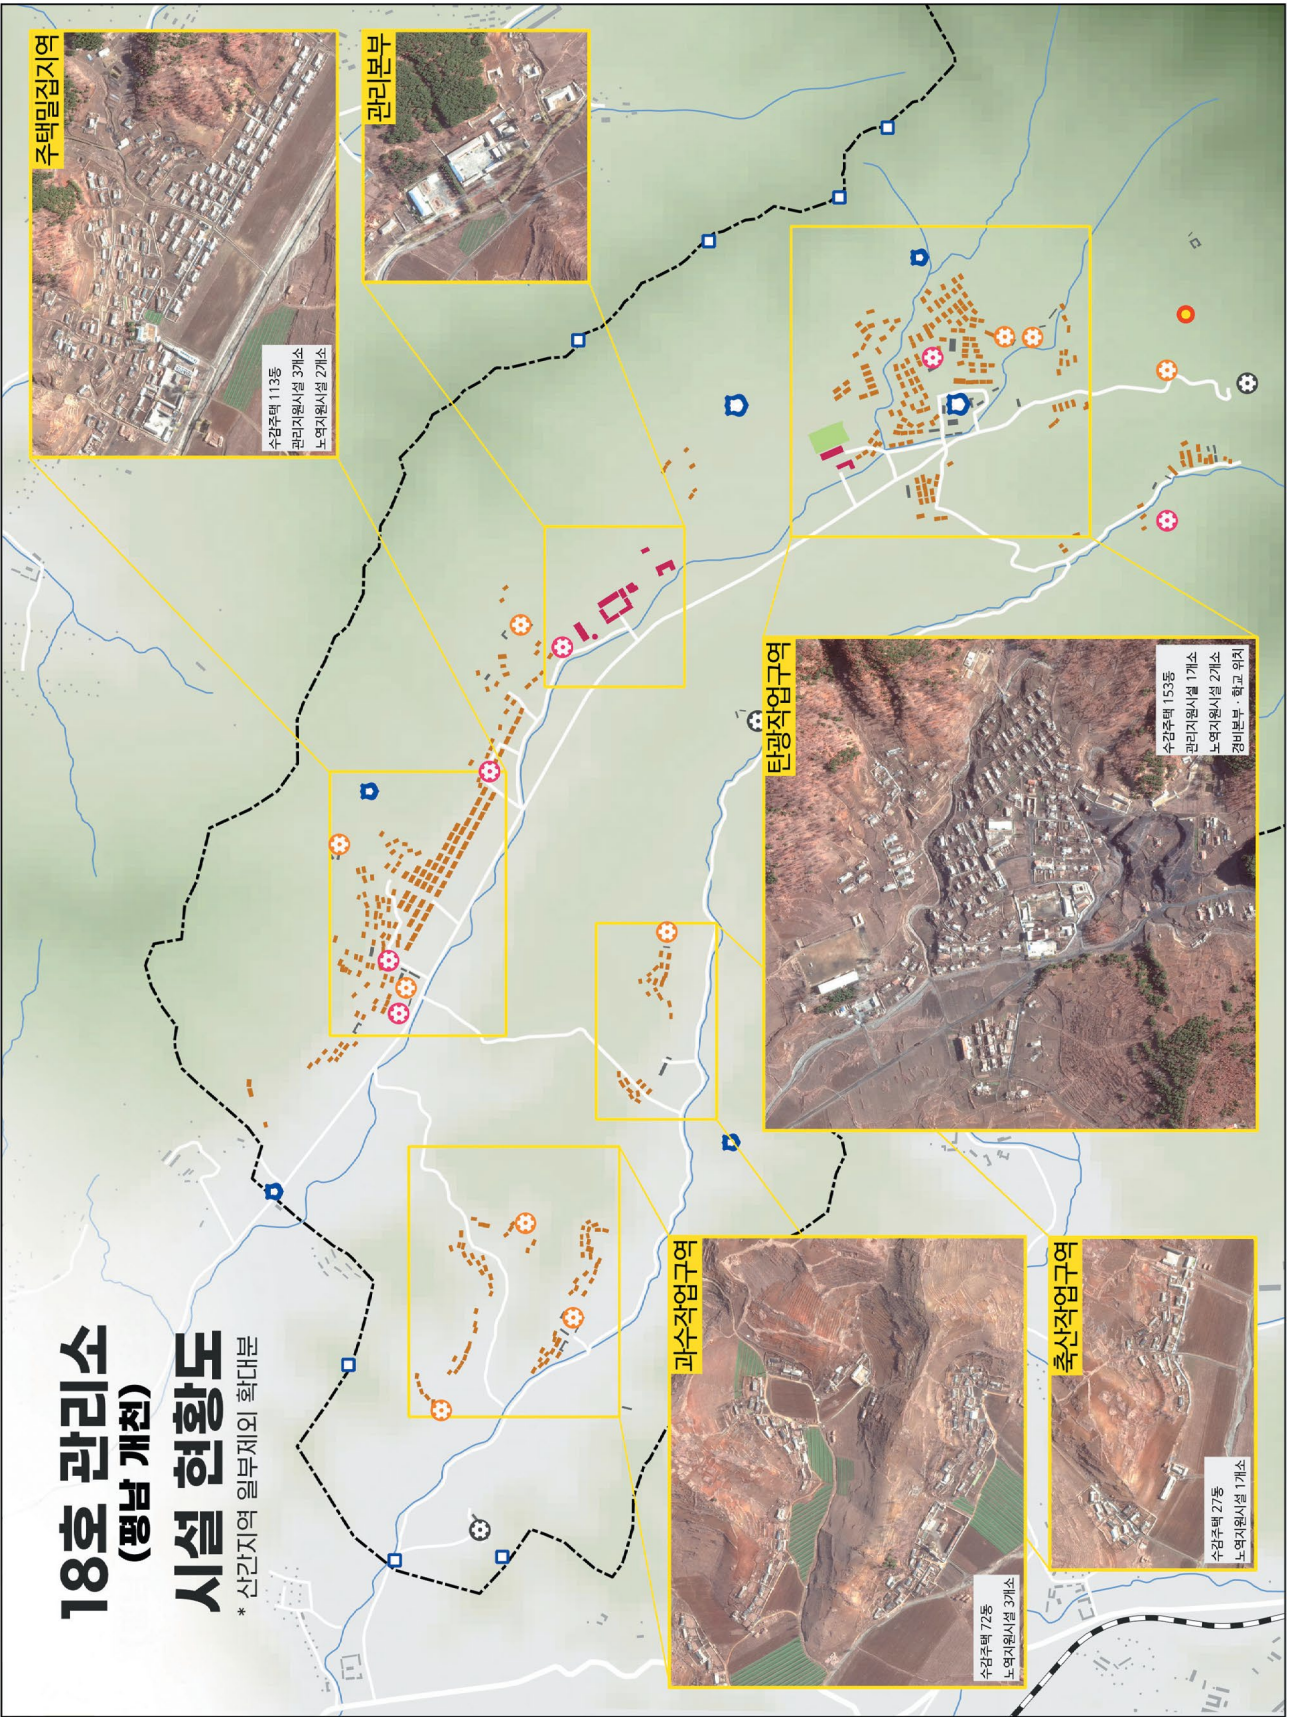 18호 관리소
(평남 개천)
시설 현황도
* 산간지역 일부제외 확대분
주택밀집지역
수감주택 113동
관리지원시설 3개소
노역지원시설 2개소
관리본부
탄광작업구역
수감주택 153동
관리지원시설 1개소
노역지원시설 2개소
경비본부 · 학교 위치
과수작업구역
수감주택 72동
노역지원시설 3개소
축산작업구역
수감주택 27동
노역지원시설 1개소